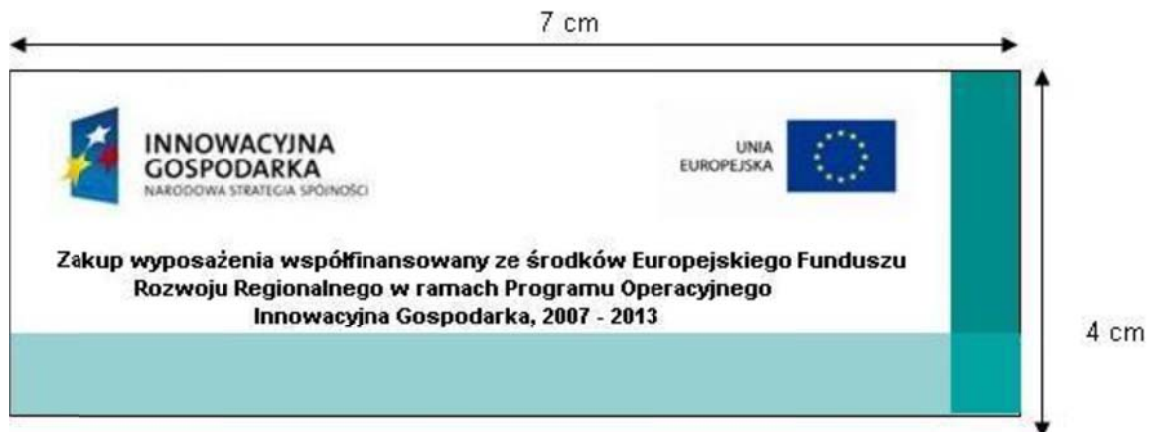 7 cm
INNOWACYJNA
GOSPODARKA
NARODOWA STRATEGIA SPÓJNOŚCI
UNIA
EUROPEJSKA
Zakup wyposażenia współfinansowany ze środków Europejskiego Funduszu
Rozwoju Regionalnego w ramach Programu Operacyjnego
Innowacyjna Gospodarka, 2007 - 2013
4 cm